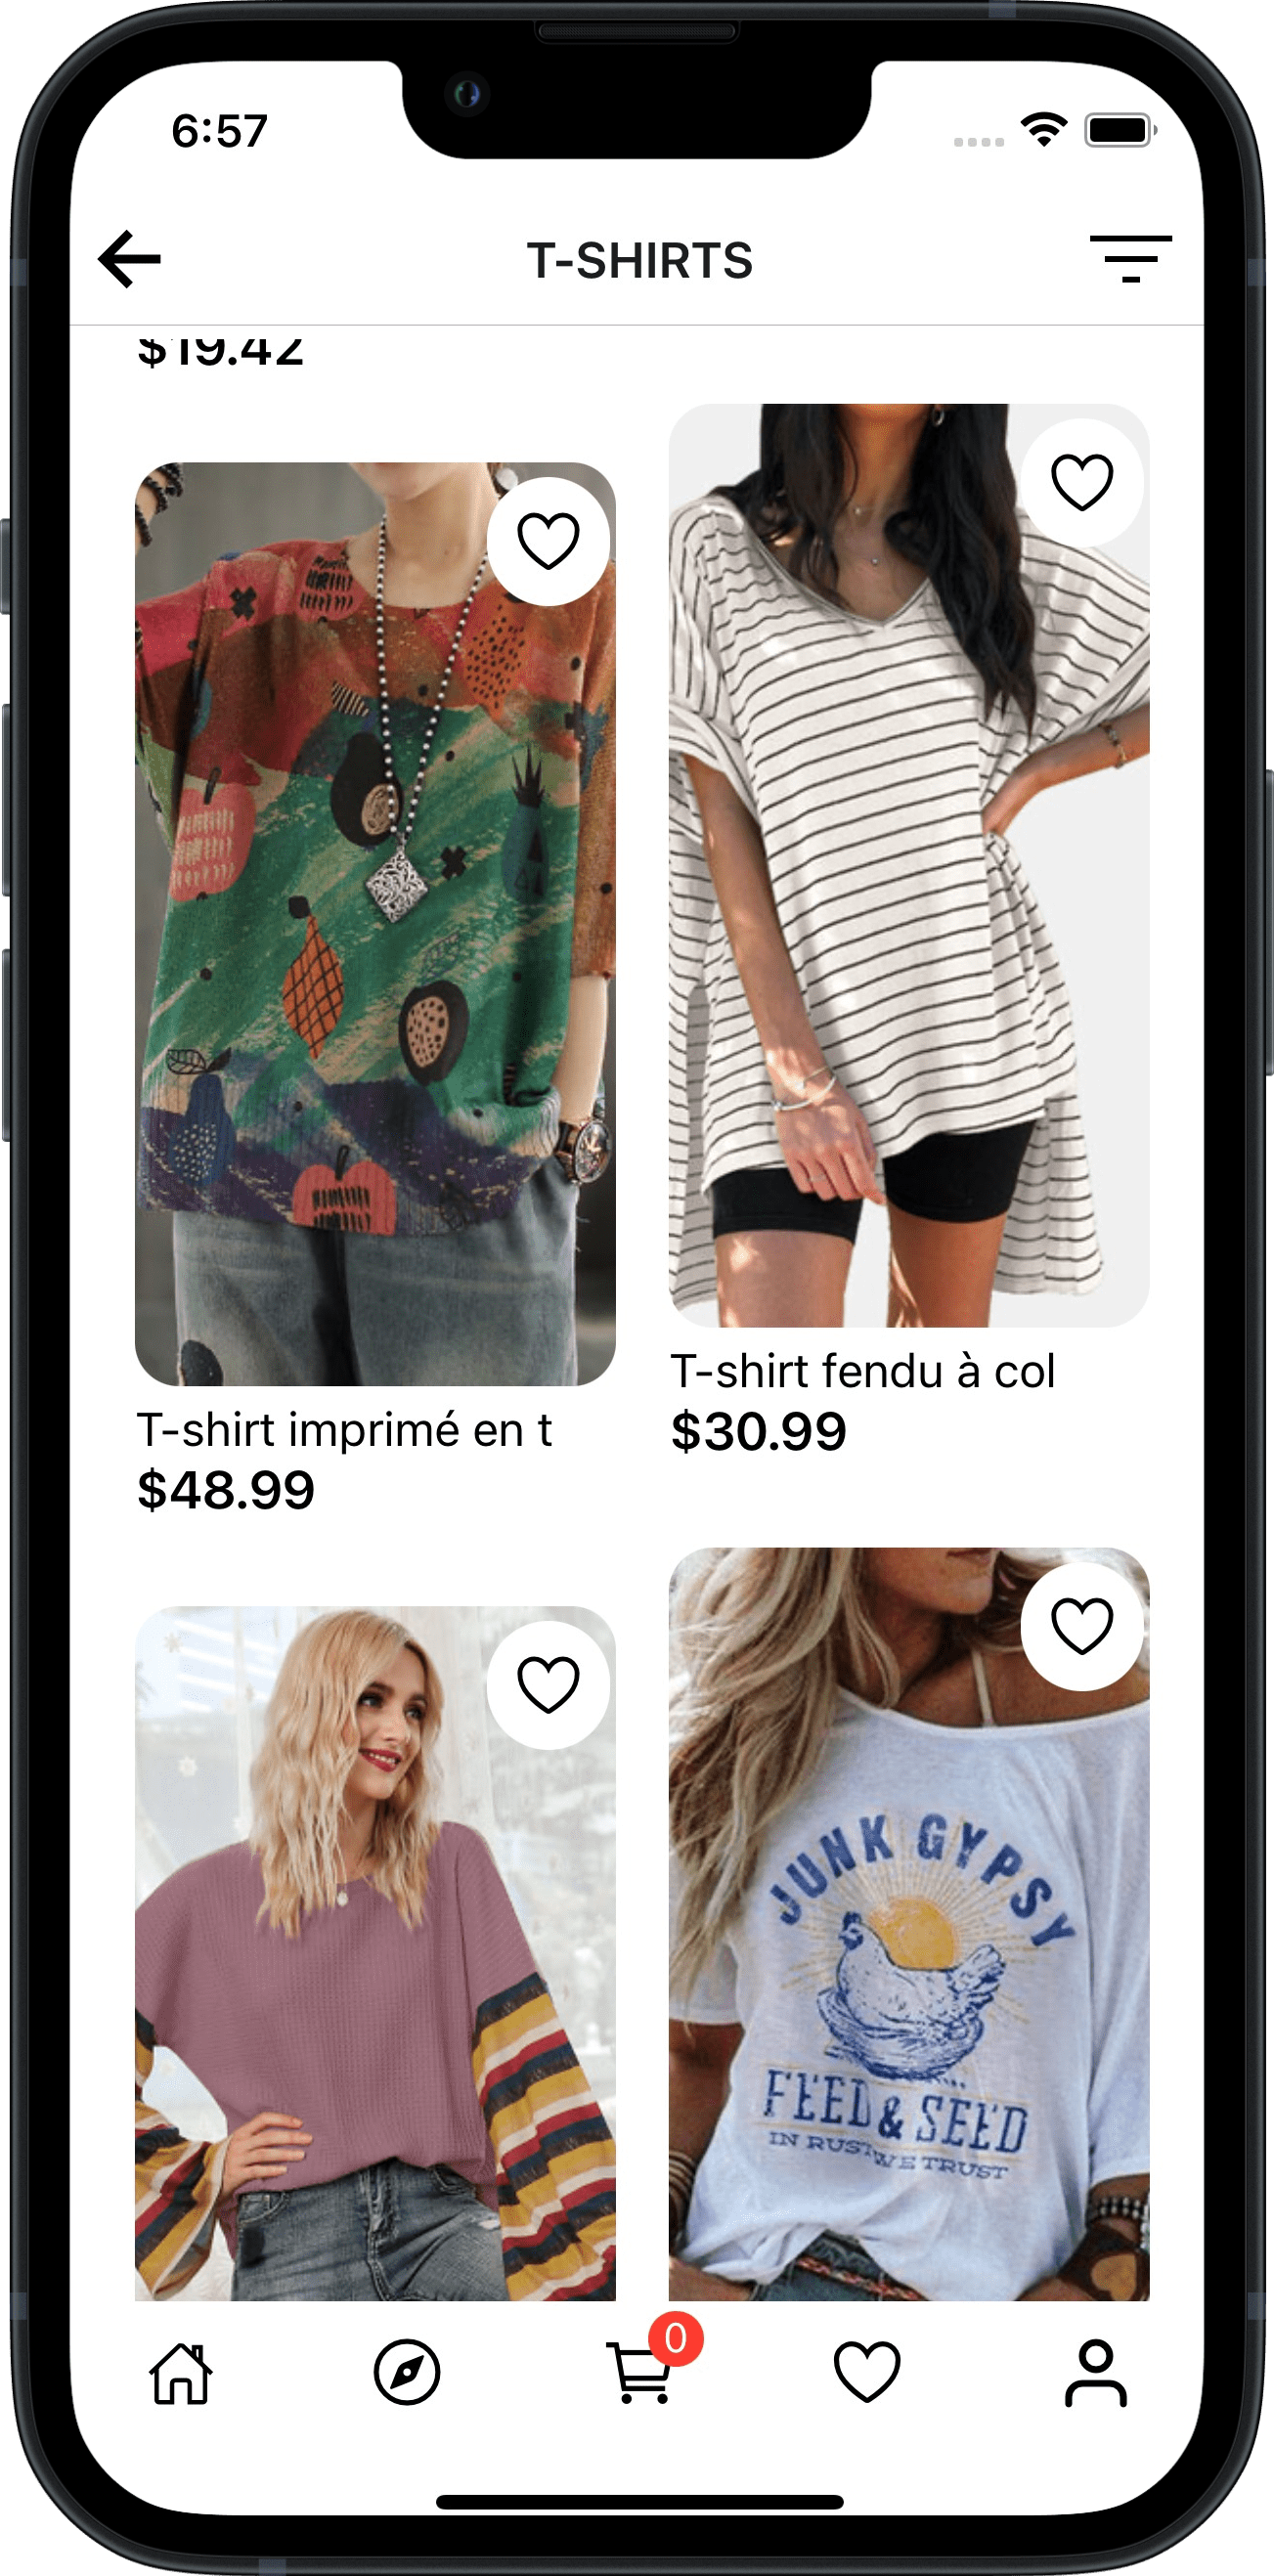 6:57
T-SHIRTS
$19.42
T-shirt imprimé en t
$48.99
T-shirt fendu à col
$30.99
JUNK GYPSY
FEED & SEED
IN RUST WE TRUST
0